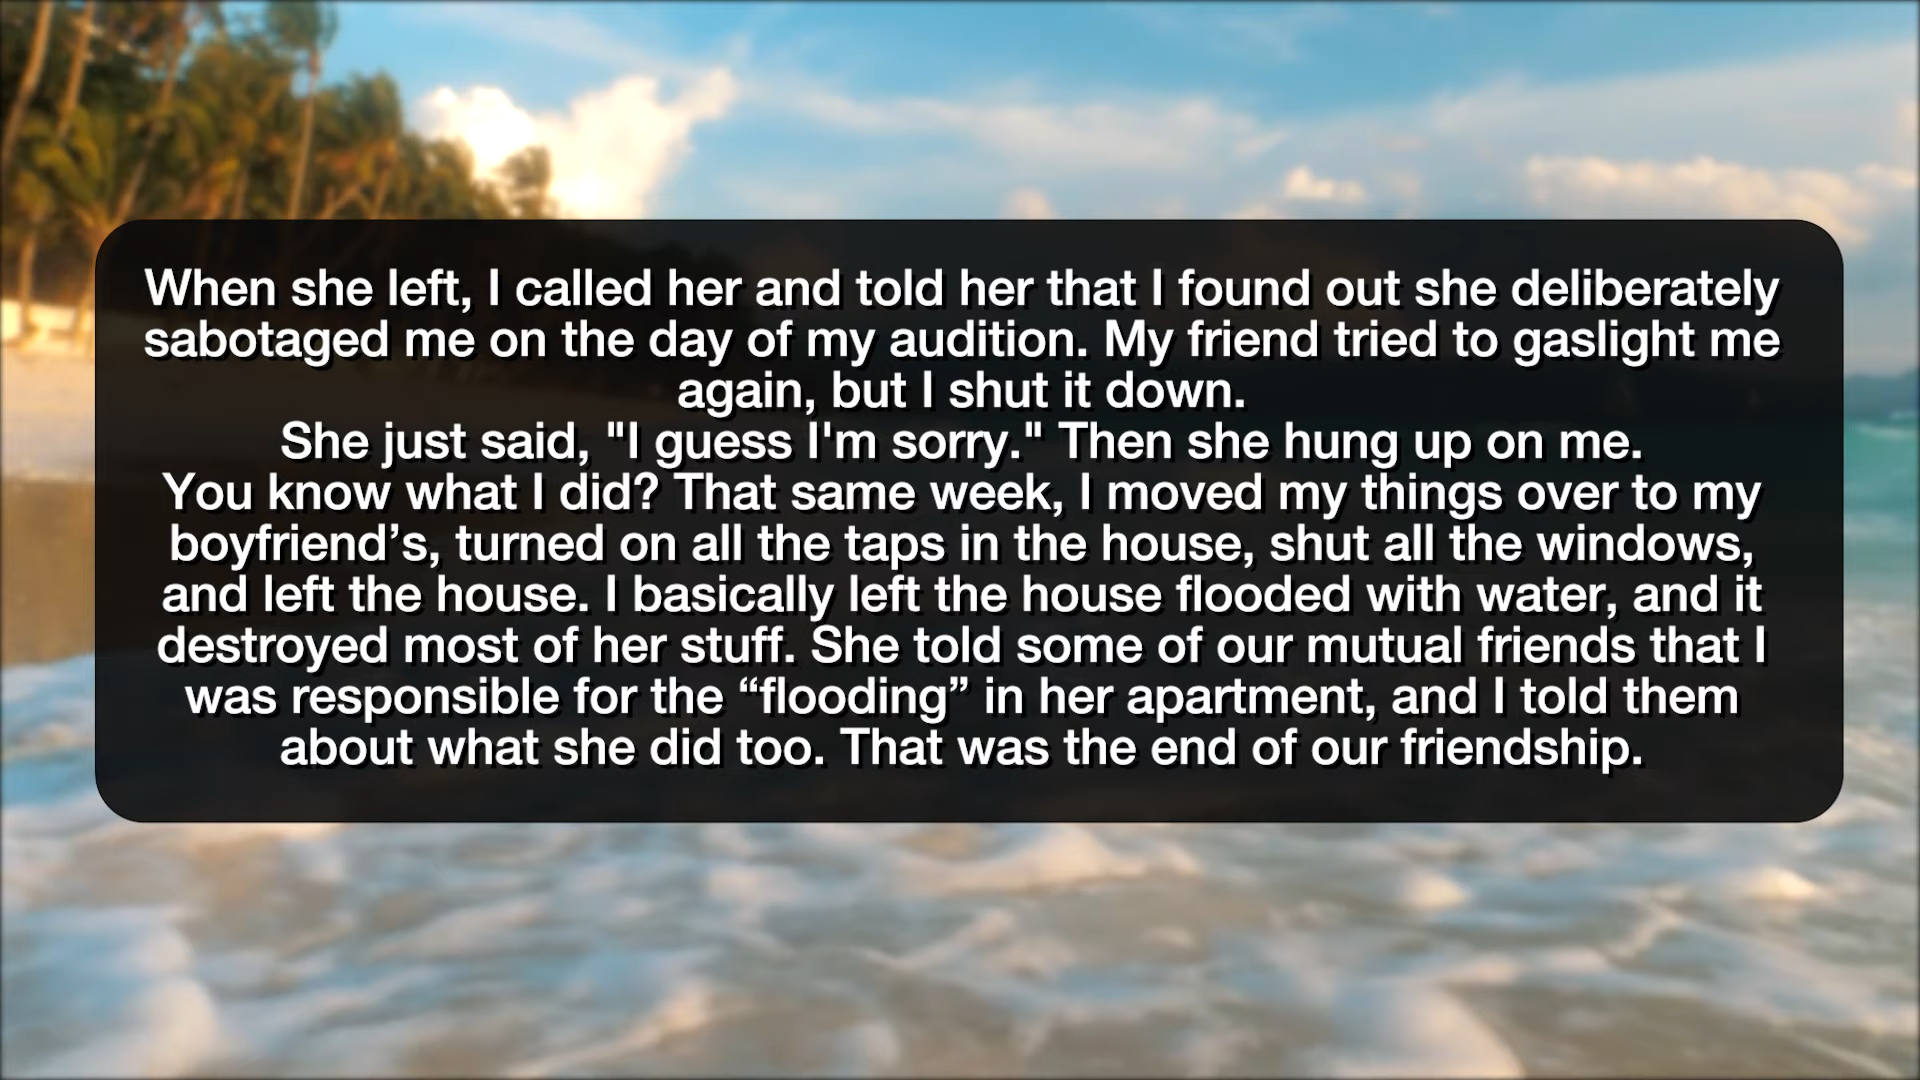 When she left, I called her and told her that I found out she deliberately
sabotaged me on the day of my audition. My friend tried to gaslight me
again, but I shut it down.
She just said, "I guess I'm sorry." Then she hung up on me.
You know what I did? That same week, I moved my things over to my
boyfriend’s, turned on all the taps in the house, shut all the windows,
and left the house. I basically left the house flooded with water, and it
destroyed most of her stuff. She told some of our mutual friends that I
was responsible for the “flooding” in her apartment, and I told them
about what she did too. That was the end of our friendship.